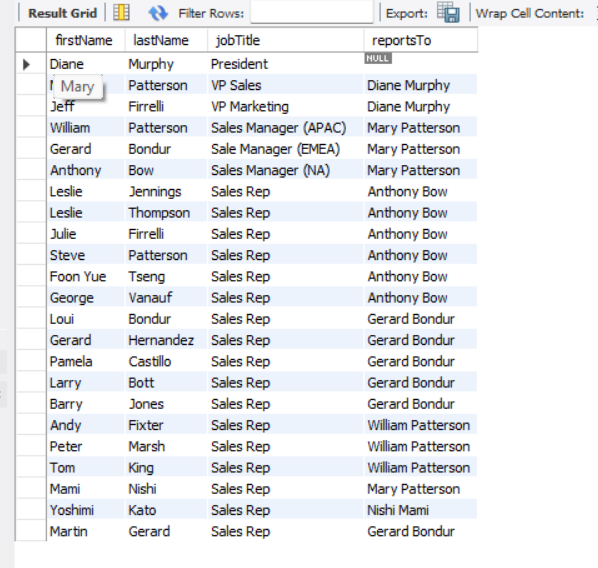 Result Grid Filter Rows: Export: Wrap Cell Content:
firstName lastName jobTitle reportsTo
Diane Murphy President NULL
Mary Patterson VP Sales Diane Murphy
Jeff Firrelli VP Marketing Diane Murphy
William Patterson Sales Manager (APAC) Mary Patterson
Gerard Bondur Sale Manager (EMEA) Mary Patterson
Anthony Bow Sales Manager (NA) Mary Patterson
Leslie Jennings Sales Rep Anthony Bow
Leslie Thompson Sales Rep Anthony Bow
Julie Firrelli Sales Rep Anthony Bow
Steve Patterson Sales Rep Anthony Bow
Foon Yue Tseng Sales Rep Anthony Bow
George Vanauf Sales Rep Anthony Bow
Loui Bondur Sales Rep Gerard Bondur
Gerard Hernandez Sales Rep Gerard Bondur
Pamela Castillo Sales Rep Gerard Bondur
Larry Bott Sales Rep Gerard Bondur
Barry Jones Sales Rep Gerard Bondur
Andy Fixter Sales Rep William Patterson
Peter Marsh Sales Rep William Patterson
Tom King Sales Rep William Patterson
Mami Nishi Sales Rep Mary Patterson
Yoshimi Kato Sales Rep Nishi Mami
Martin Gerard Sales Rep Gerard Bondur